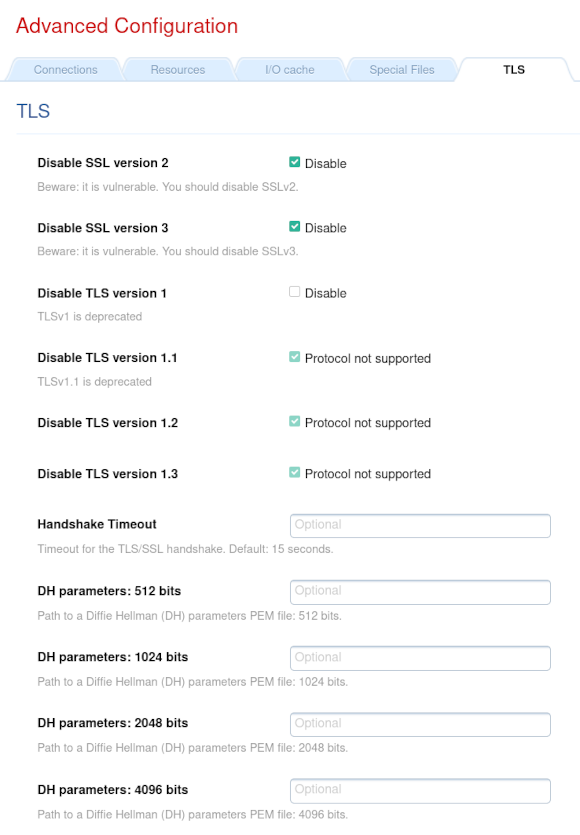 Advanced Configuration
Connections Resources I/O cache Special Files TLS
TLS
Disable SSL version 2 Disable
Beware: it is vulnerable. You should disable SSLv2.
Disable SSL version 3 Disable
Beware: it is vulnerable. You should disable SSLv3.
Disable TLS version 1 Disable
TLSv1 is deprecated
Disable TLS version 1.1 Protocol not supported
TLSv1.1 is deprecated
Disable TLS version 1.2 Protocol not supported
Disable TLS version 1.3 Protocol not supported
Handshake Timeout Optional
Timeout for the TLS/SSL handshake. Default: 15 seconds.
DH parameters: 512 bits Optional
Path to a Diffie Hellman (DH) parameters PEM file: 512 bits.
DH parameters: 1024 bits Optional
Path to a Diffie Hellman (DH) parameters PEM file: 1024 bits.
DH parameters: 2048 bits Optional
Path to a Diffie Hellman (DH) parameters PEM file: 2048 bits.
DH parameters: 4096 bits Optional
Path to a Diffie Hellman (DH) parameters PEM file: 4096 bits.